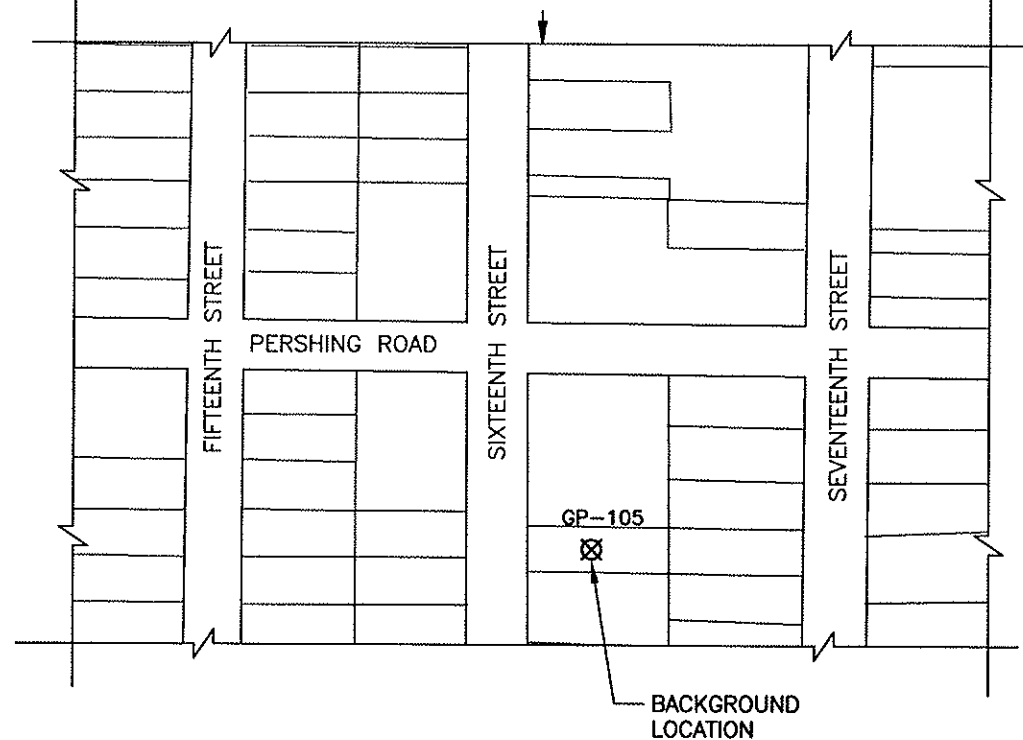 FIFTEENTH STREET
PERSHING ROAD
SIXTEENTH STREET
SEVENTEENTH STREET
GP-105
BACKGROUND
LOCATION